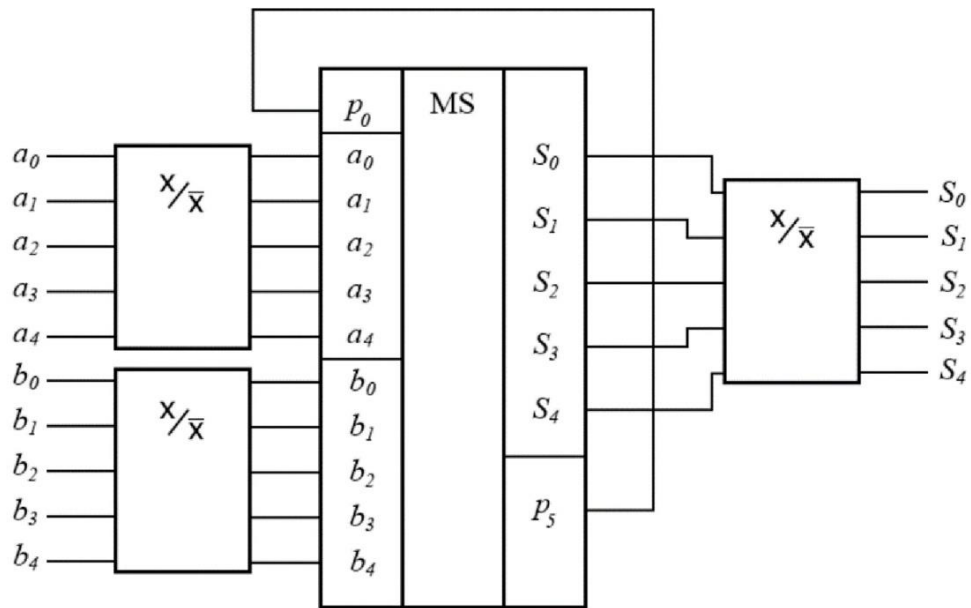 p₀ MS
a₀ x/x̅ a₀ S₀ S₀
a₁ a₁ S₁ x/x̅ S₁
a₂ a₂ S₂ S₂
a₃ a₃ S₃ S₃
a₄ a₄ S₄
b₀ x/x̅ b₀ S₄
b₁ b₁
b₂ b₂
b₃ b₃ p₅
b₄ b₄